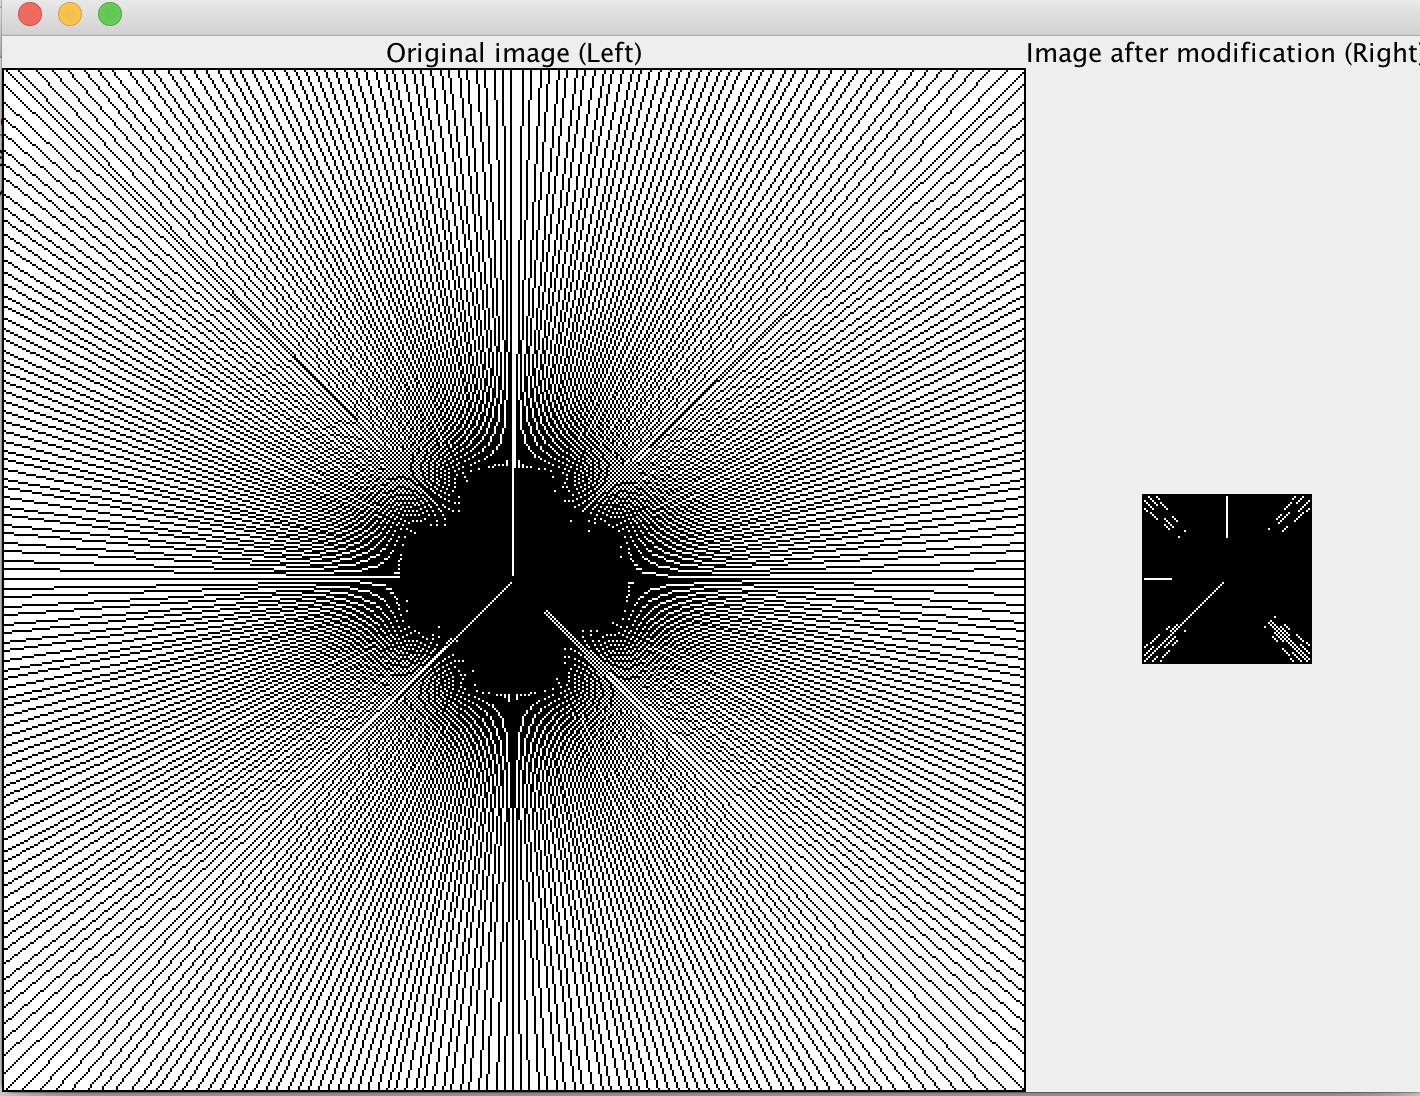 Original image (Left)
Image after modification (Right)